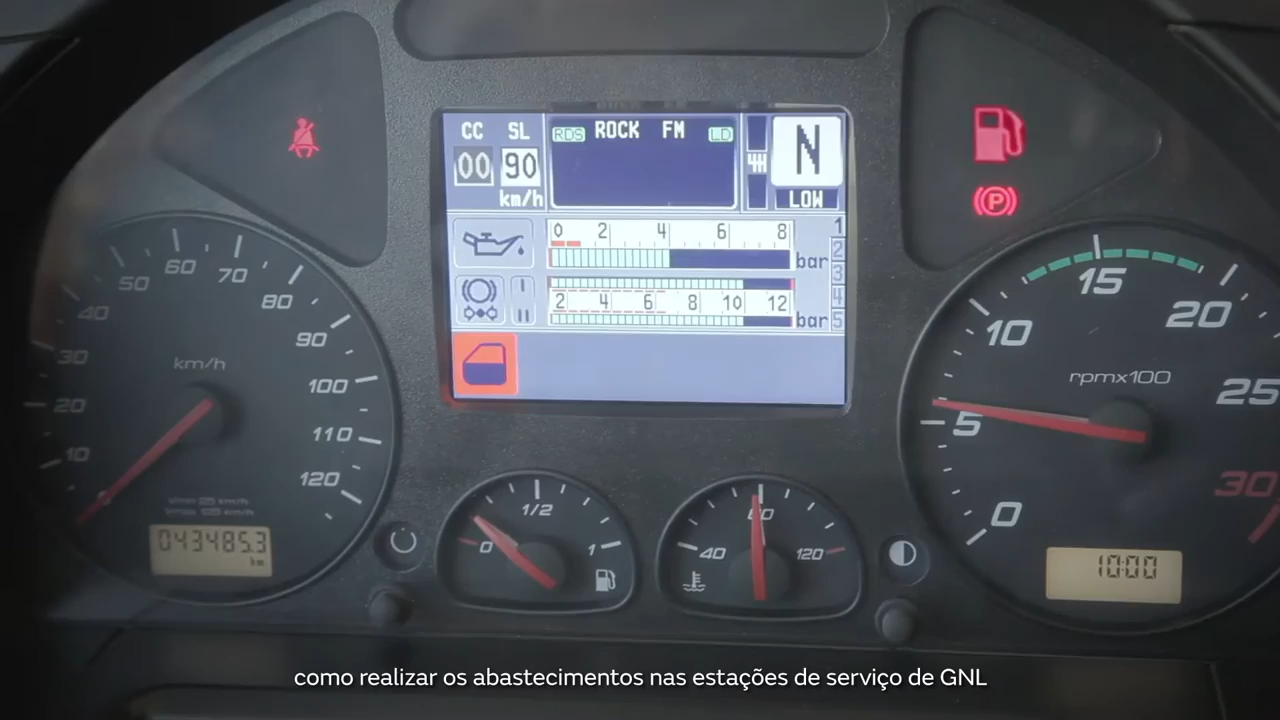 CC SL
00 90
km/h
RDS ROCK FM LD
4H
N
LOW
P
0 2 4 6 8
bar
I
2 4 6 8 10 12
II
bar
1
2
3
4
5
10 20 30 40 50 60 70 80 90 100 110 120
km/h
043485.3
km
0 1/2 1
40 80 120
0 5 10 15 20 25 30
rpmx100
10:00
como realizar os abastecimentos nas estações de serviço de GNL